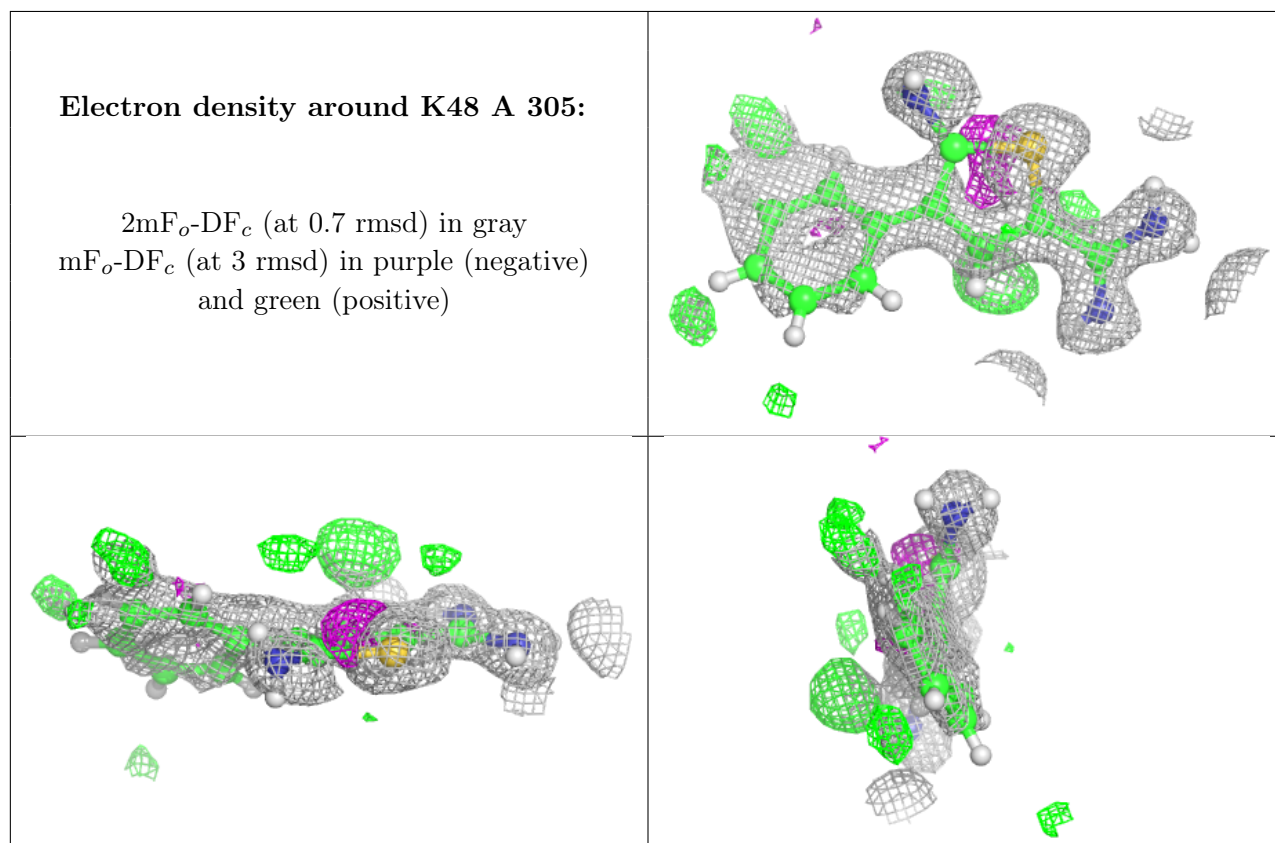 Electron density around K48 A 305:
2mFo-DFc (at 0.7 rmsd) in gray
mFo-DFc (at 3 rmsd) in purple (negative)
and green (positive)